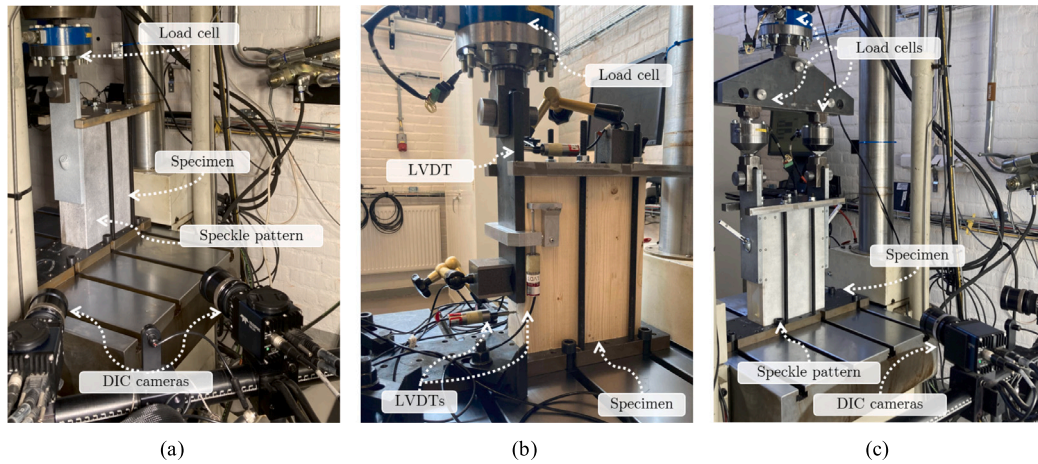 Load cell
Specimen
Speckle pattern
DIC cameras
(a)
Load cell
LVDT
LVDTs
Specimen
(b)
Load cells
Specimen
Speckle pattern
DIC cameras
(c)